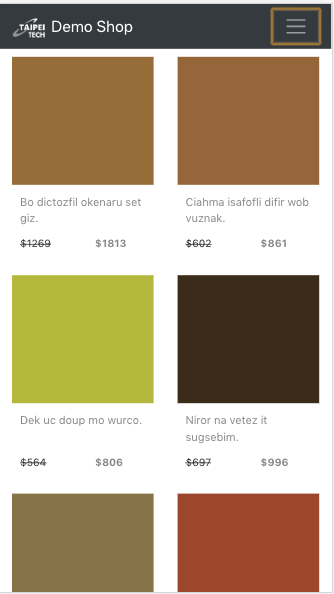 TAIPEI
TECH
Demo Shop
Bo dictozfil okenaru set
giz.
$1269 $1813
Ciahma isafofli difir wob
vuznak.
$602 $861
Dek uc doup mo wurco.
$564 $806
Niror na vetez it
sugsebim.
$697 $996